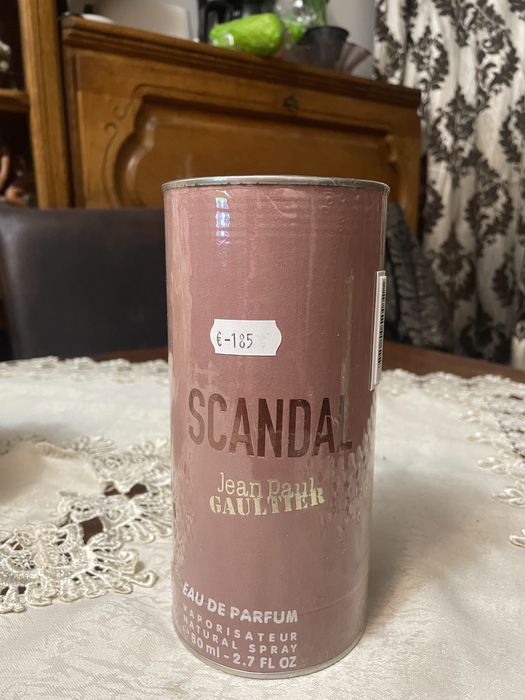 €-185
SCANDAL
Jean Paul
GAULTIER
EAU DE PARFUM
VAPORISATEUR
NATURAL SPRAY
℮ 80 ml - 2.7 FL OZ